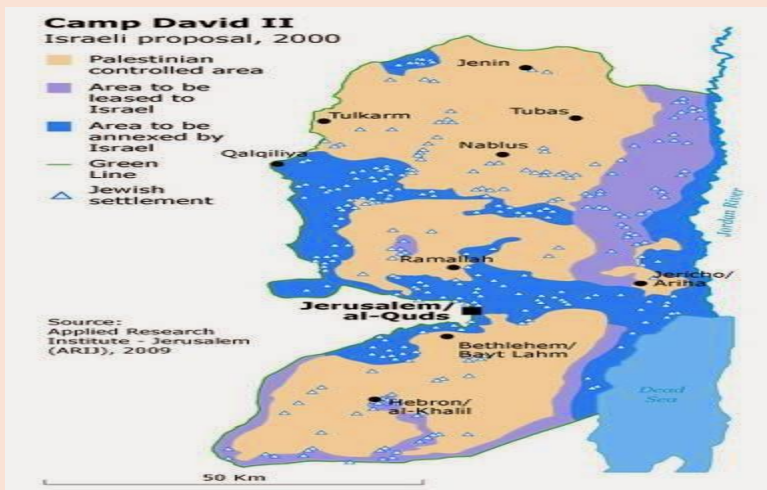 Camp David II
Israeli proposal, 2000
Palestinian
controlled area
Area to be
leased to
Israel
Area to be
annexed by
Israel
Green
Line
Jewish
settlement
Jenin
Tulkarm
Tubas
Qalqiliya
Nablus
Jordan River
Ramallah
Jericho/
Ariha
Jerusalem/
al-Quds
Source:
Applied Research
Institute - Jerusalem
(ARIJ), 2009
Bethlehem/
Bayt Lahm
Dead
Sea
Hebron/
al-Khalil
50 Km